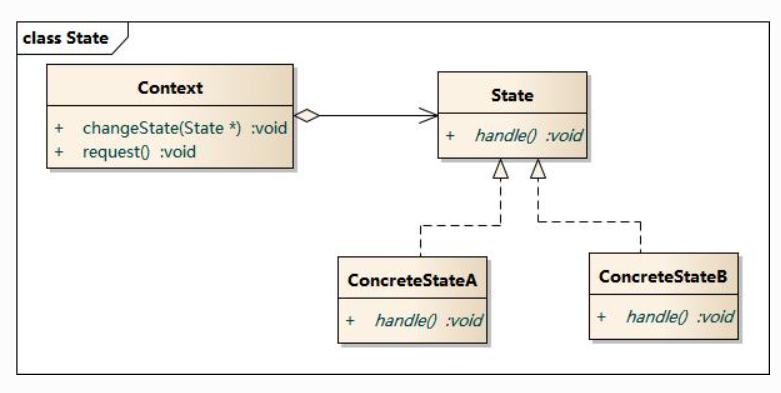 class State
Context
+ changeState(State *) :void
+ request() :void
State
+ handle() :void
ConcreteStateA
+ handle() :void
ConcreteStateB
+ handle() :void